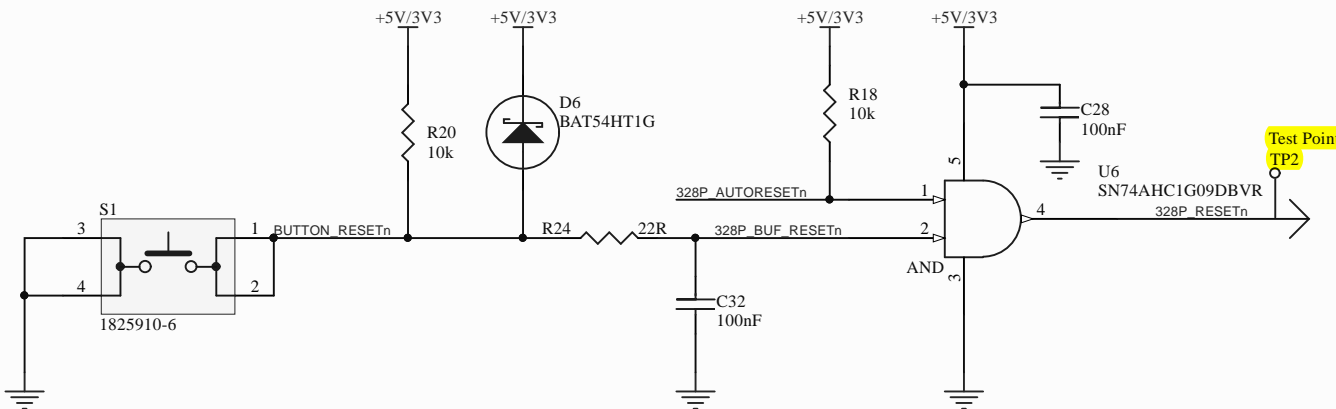 +5V/3V3
+5V/3V3
+5V/3V3
+5V/3V3
D6
BAT54HT1G
R20
10k
R18
10k
C28
100nF
Test Poin
TP2
5
U6
SN74AHC1G09DBVR
328P_AUTORESETn
1
4
328P_RESETn
S1
3
1
BUTTON_RESETn
R24
22R
328P_BUF_RESETn
2
AND
3
4
2
C32
100nF
1825910-6